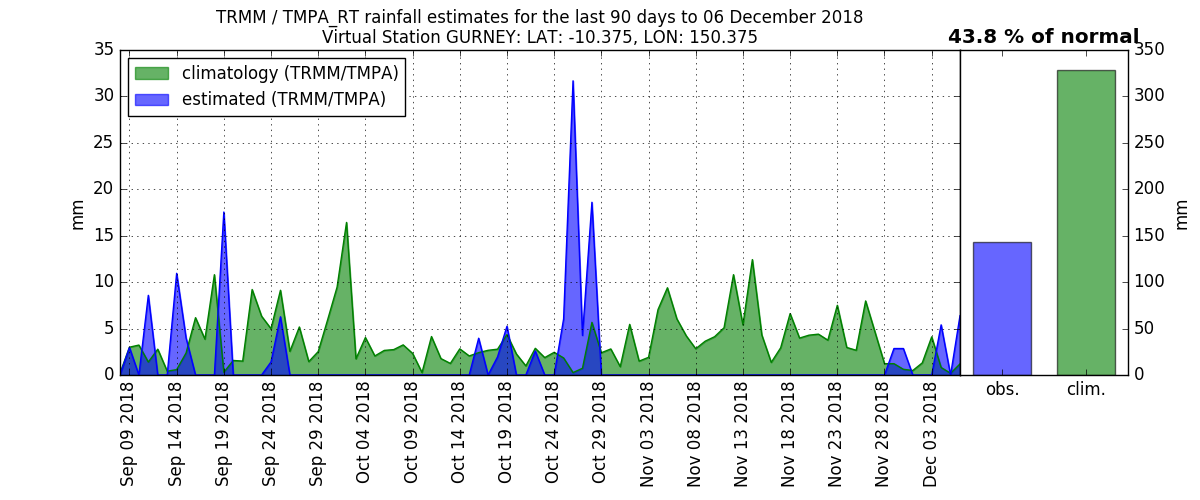 TRMM / TMPA_RT rainfall estimates for the last 90 days to 06 December 2018
Virtual Station GURNEY: LAT: -10.375, LON: 150.375
43.8 % of normal
climatology (TRMM/TMPA)
estimated (TRMM/TMPA)
35
30
25
20
15
10
5
0
mm
Sep 09 2018
Sep 14 2018
Sep 19 2018
Sep 24 2018
Sep 29 2018
Oct 04 2018
Oct 09 2018
Oct 14 2018
Oct 19 2018
Oct 24 2018
Oct 29 2018
Nov 03 2018
Nov 08 2018
Nov 13 2018
Nov 18 2018
Nov 23 2018
Nov 28 2018
Dec 03 2018
obs.
clim.
350
300
250
200
150
100
50
0
mm